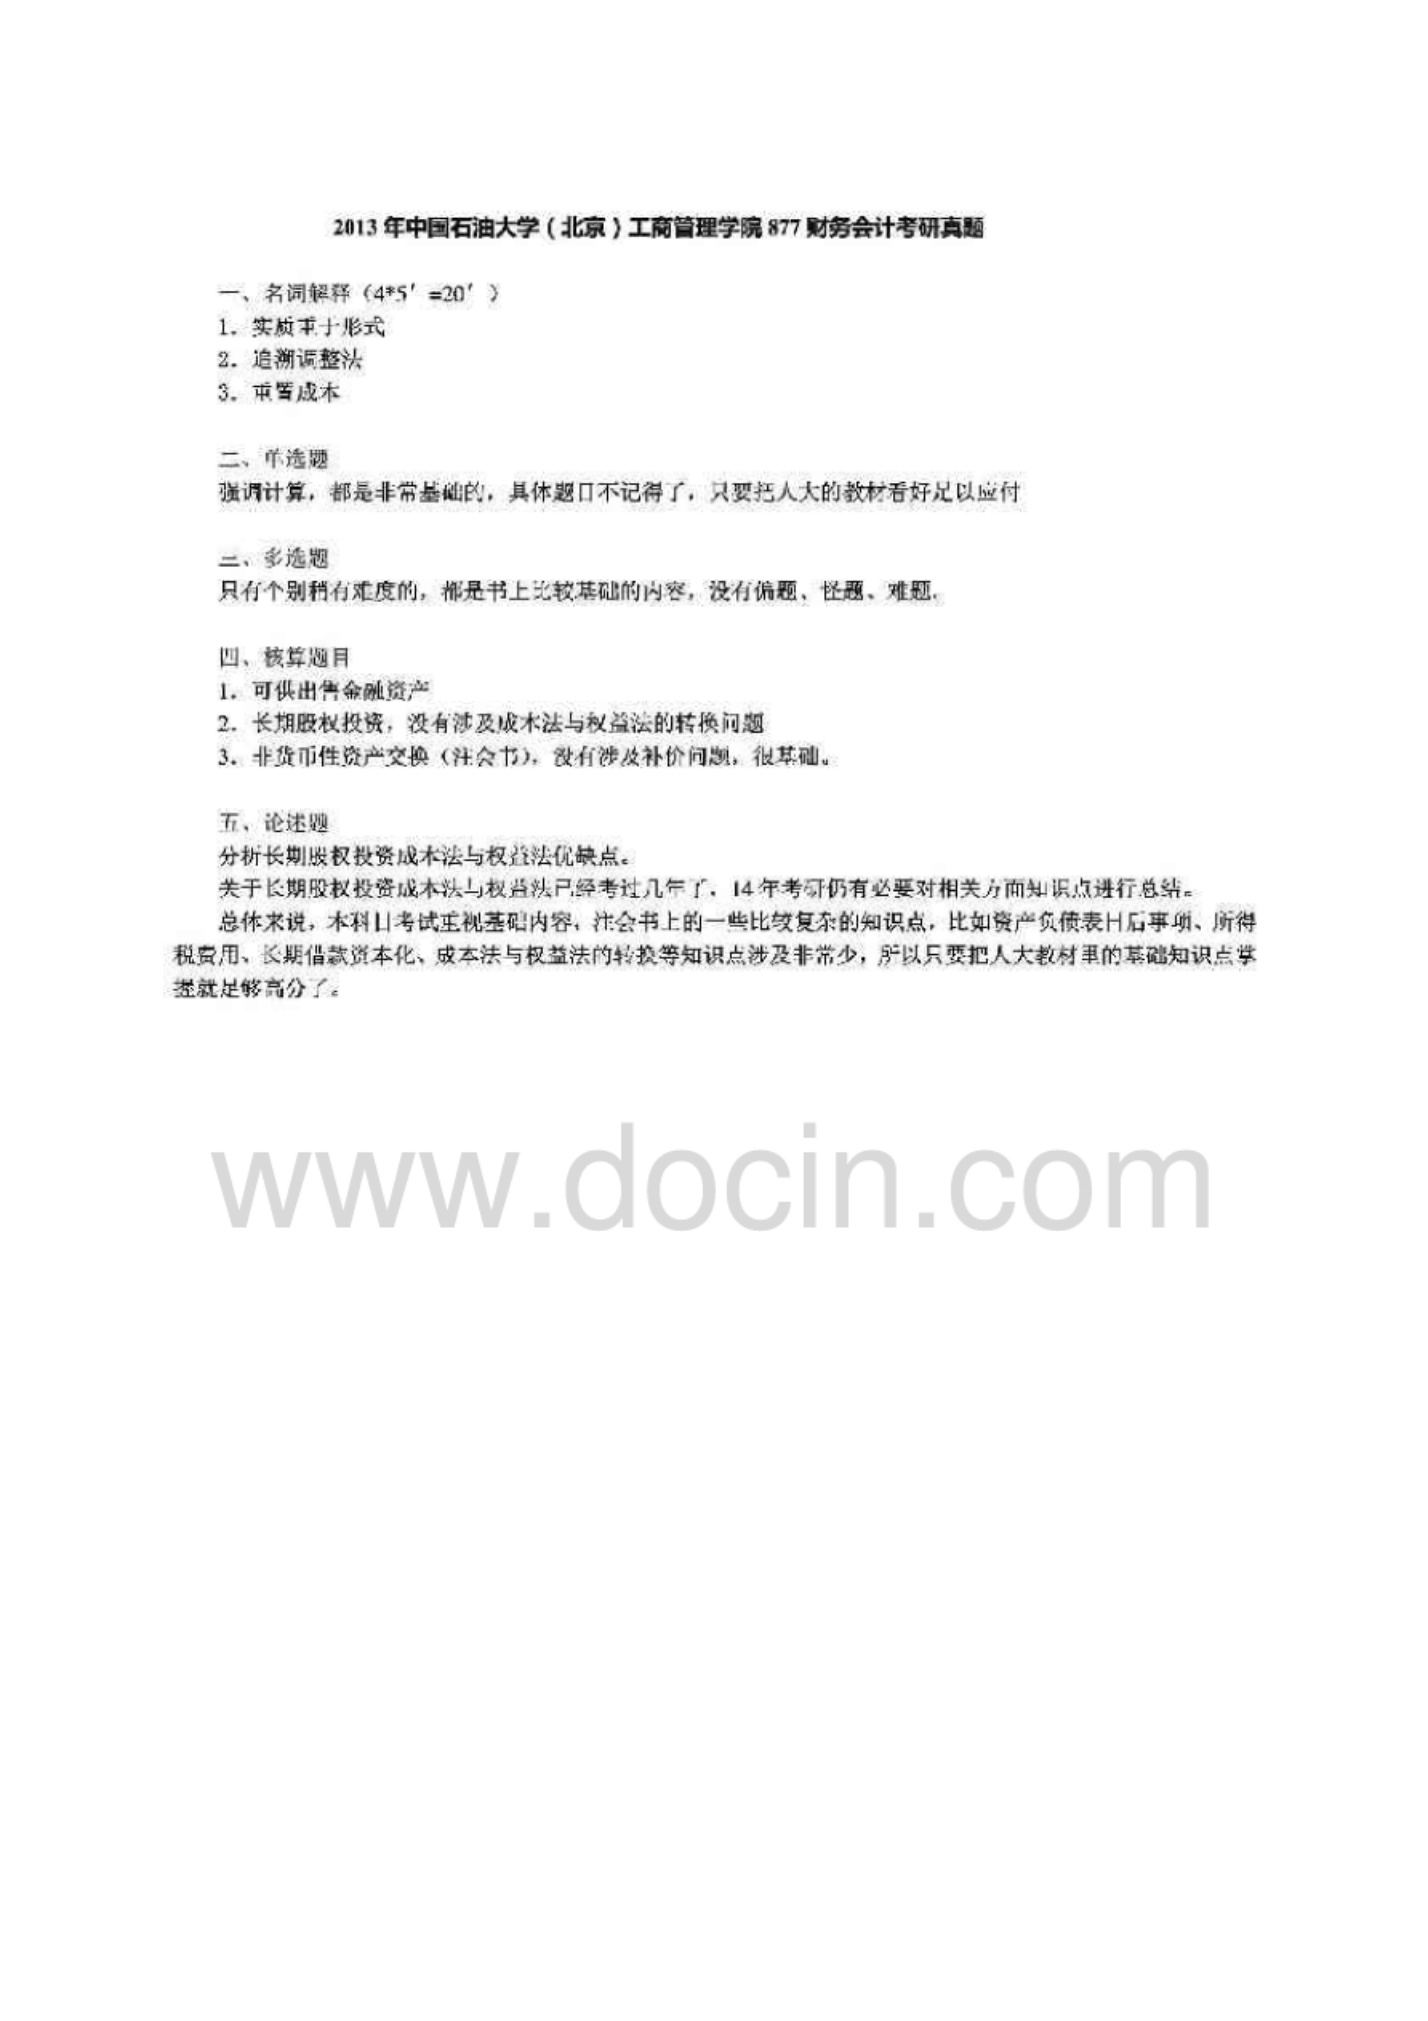 2013 年中国石油大学（北京）工商管理学院 877 财务会计考研真题
一、名词解释（4*5′=20′）
1．实质重于形式
2．追溯调整法
3．重置成本
二、单选题
强调计算，都是非常基础的，具体题目不记得了，只要把人大的教材看好足以应付
三、多选题
只有个别稍有难度的，都是书上比较基础的内容，没有偏题、怪题、难题。
四、核算题目
1．可供出售金融资产
2．长期股权投资，没有涉及成本法与权益法的转换问题
3．非货币性资产交换（注会书），没有涉及补价问题，很基础。
五、论述题
分析长期股权投资成本法与权益法优缺点。
关于长期股权投资成本法与权益法已经考过几年了，14 年考研仍有必要对相关方面知识点进行总结。
总体来说，本科目考试重视基础内容，注会书上的一些比较复杂的知识点，比如资产负债表日后事项、所得
税费用、长期借款资本化、成本法与权益法的转换等知识点涉及非常少，所以只要把人大教材里的基础知识点掌
握就足够高分了。
www.docin.com